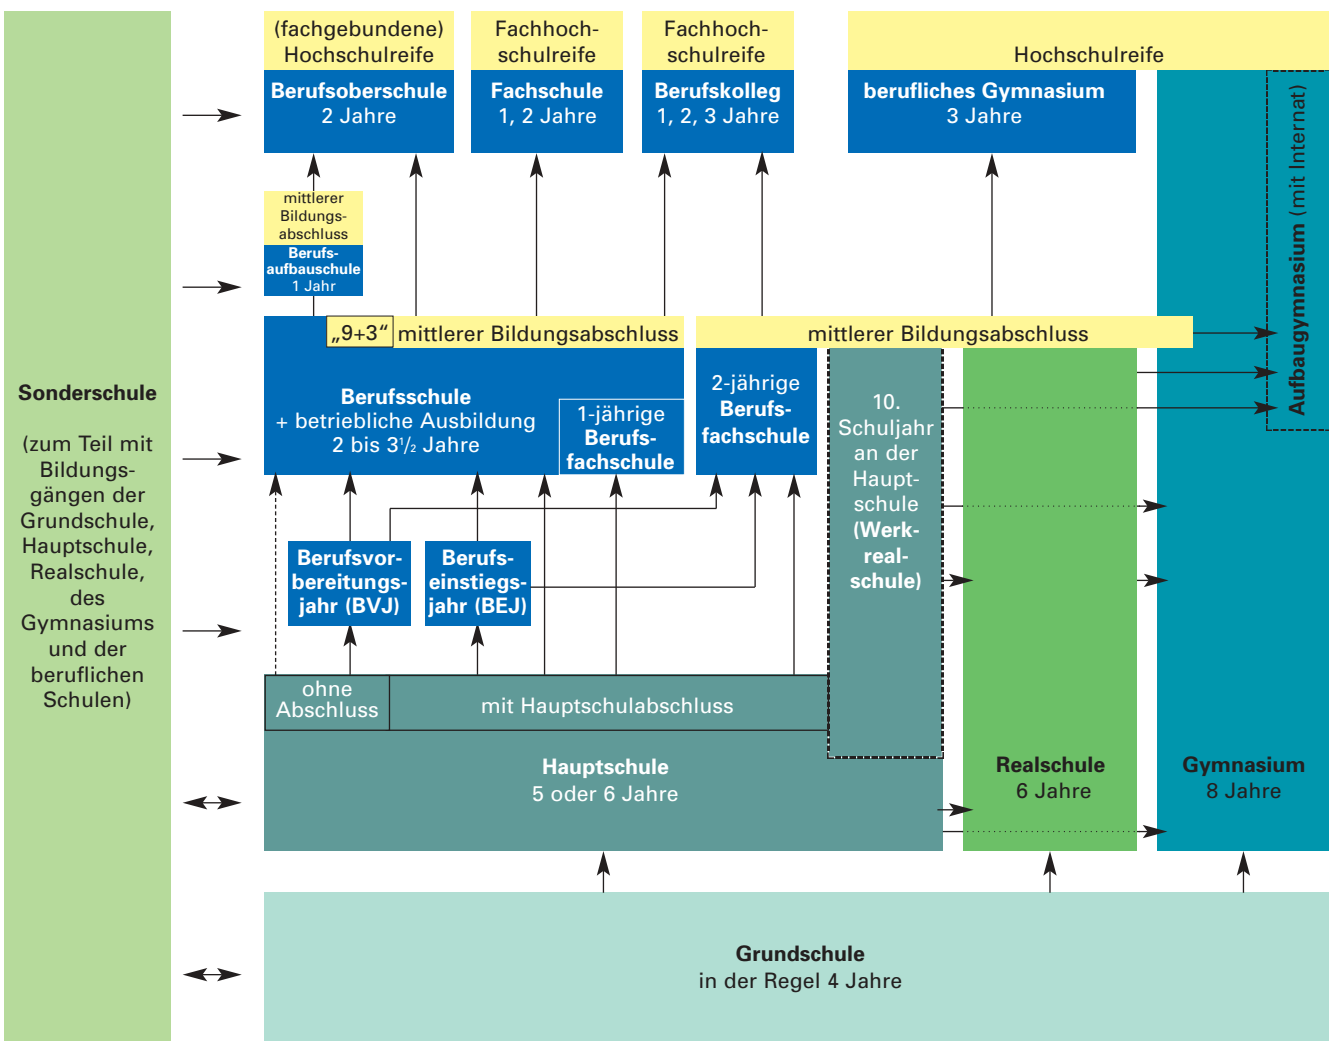 (fachgebundene)
Hochschulreife
Berufsoberschule
2 Jahre
Fachhoch-
schulreife
Fachschule
1, 2 Jahre
Fachhoch-
schulreife
Berufskolleg
1, 2, 3 Jahre
Hochschulreife
berufliches Gymnasium
3 Jahre
Aufbaugymnasium (mit Internat)
mittlerer
Bildungs-
abschluss
Berufs-
aufbauschule
1 Jahr
„9+3“ mittlerer Bildungsabschluss
mittlerer Bildungsabschluss
Sonderschule
(zum Teil mit
Bildungs-
gängen der
Grundschule,
Hauptschule,
Realschule,
des
Gymnasiums
und der
beruflichen
Schulen)
Berufsschule
+ betriebliche Ausbildung
2 bis 3½ Jahre
1-jährige
Berufs-
fachschule
2-jährige
Berufs-
fachschule
10.
Schuljahr
an der
Haupt-
schule
(Werk-
real-
schule)
Berufsvor-
bereitungs-
jahr (BVJ)
Berufs-
einstiegs-
jahr (BEJ)
ohne
Abschluss
mit Hauptschulabschluss
Hauptschule
5 oder 6 Jahre
Realschule
6 Jahre
Gymnasium
8 Jahre
Grundschule
in der Regel 4 Jahre